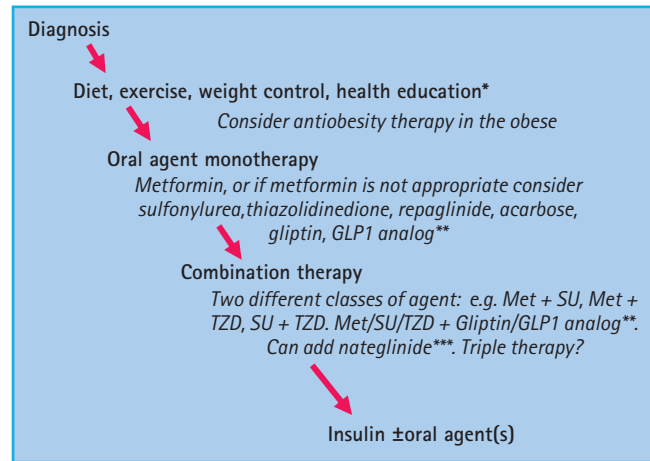 Diagnosis
Diet, exercise, weight control, health education*
Consider antiobesity therapy in the obese
Oral agent monotherapy
Metformin, or if metformin is not appropriate consider
sulfonylurea,thiazolidinedione, repaglinide, acarbose,
gliptin, GLP1 analog**
Combination therapy
Two different classes of agent: e.g. Met + SU, Met +
TZD, SU + TZD. Met/SU/TZD + Gliptin/GLP1 analog**.
Can add nateglinide***. Triple therapy?
Insulin ±oral agent(s)